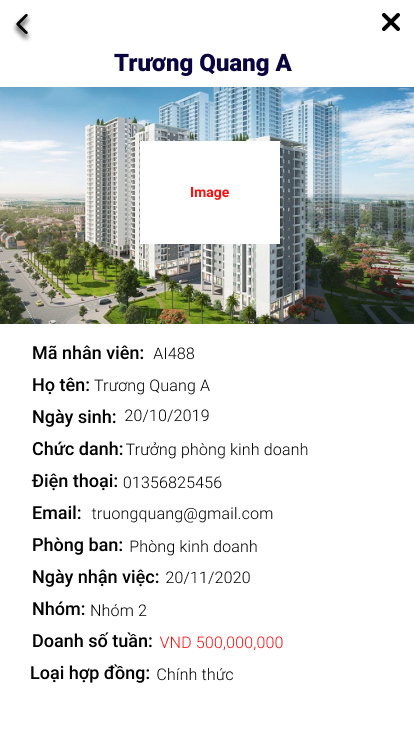 Trương Quang A
Image
Mã nhân viên: AI488
Họ tên: Trương Quang A
Ngày sinh: 20/10/2019
Chức danh: Trưởng phòng kinh doanh
Điện thoại: 01356825456
Email: truongquang@gmail.com
Phòng ban: Phòng kinh doanh
Ngày nhận việc: 20/11/2020
Nhóm: Nhóm 2
Doanh số tuần: VND 500,000,000
Loại hợp đồng: Chính thức